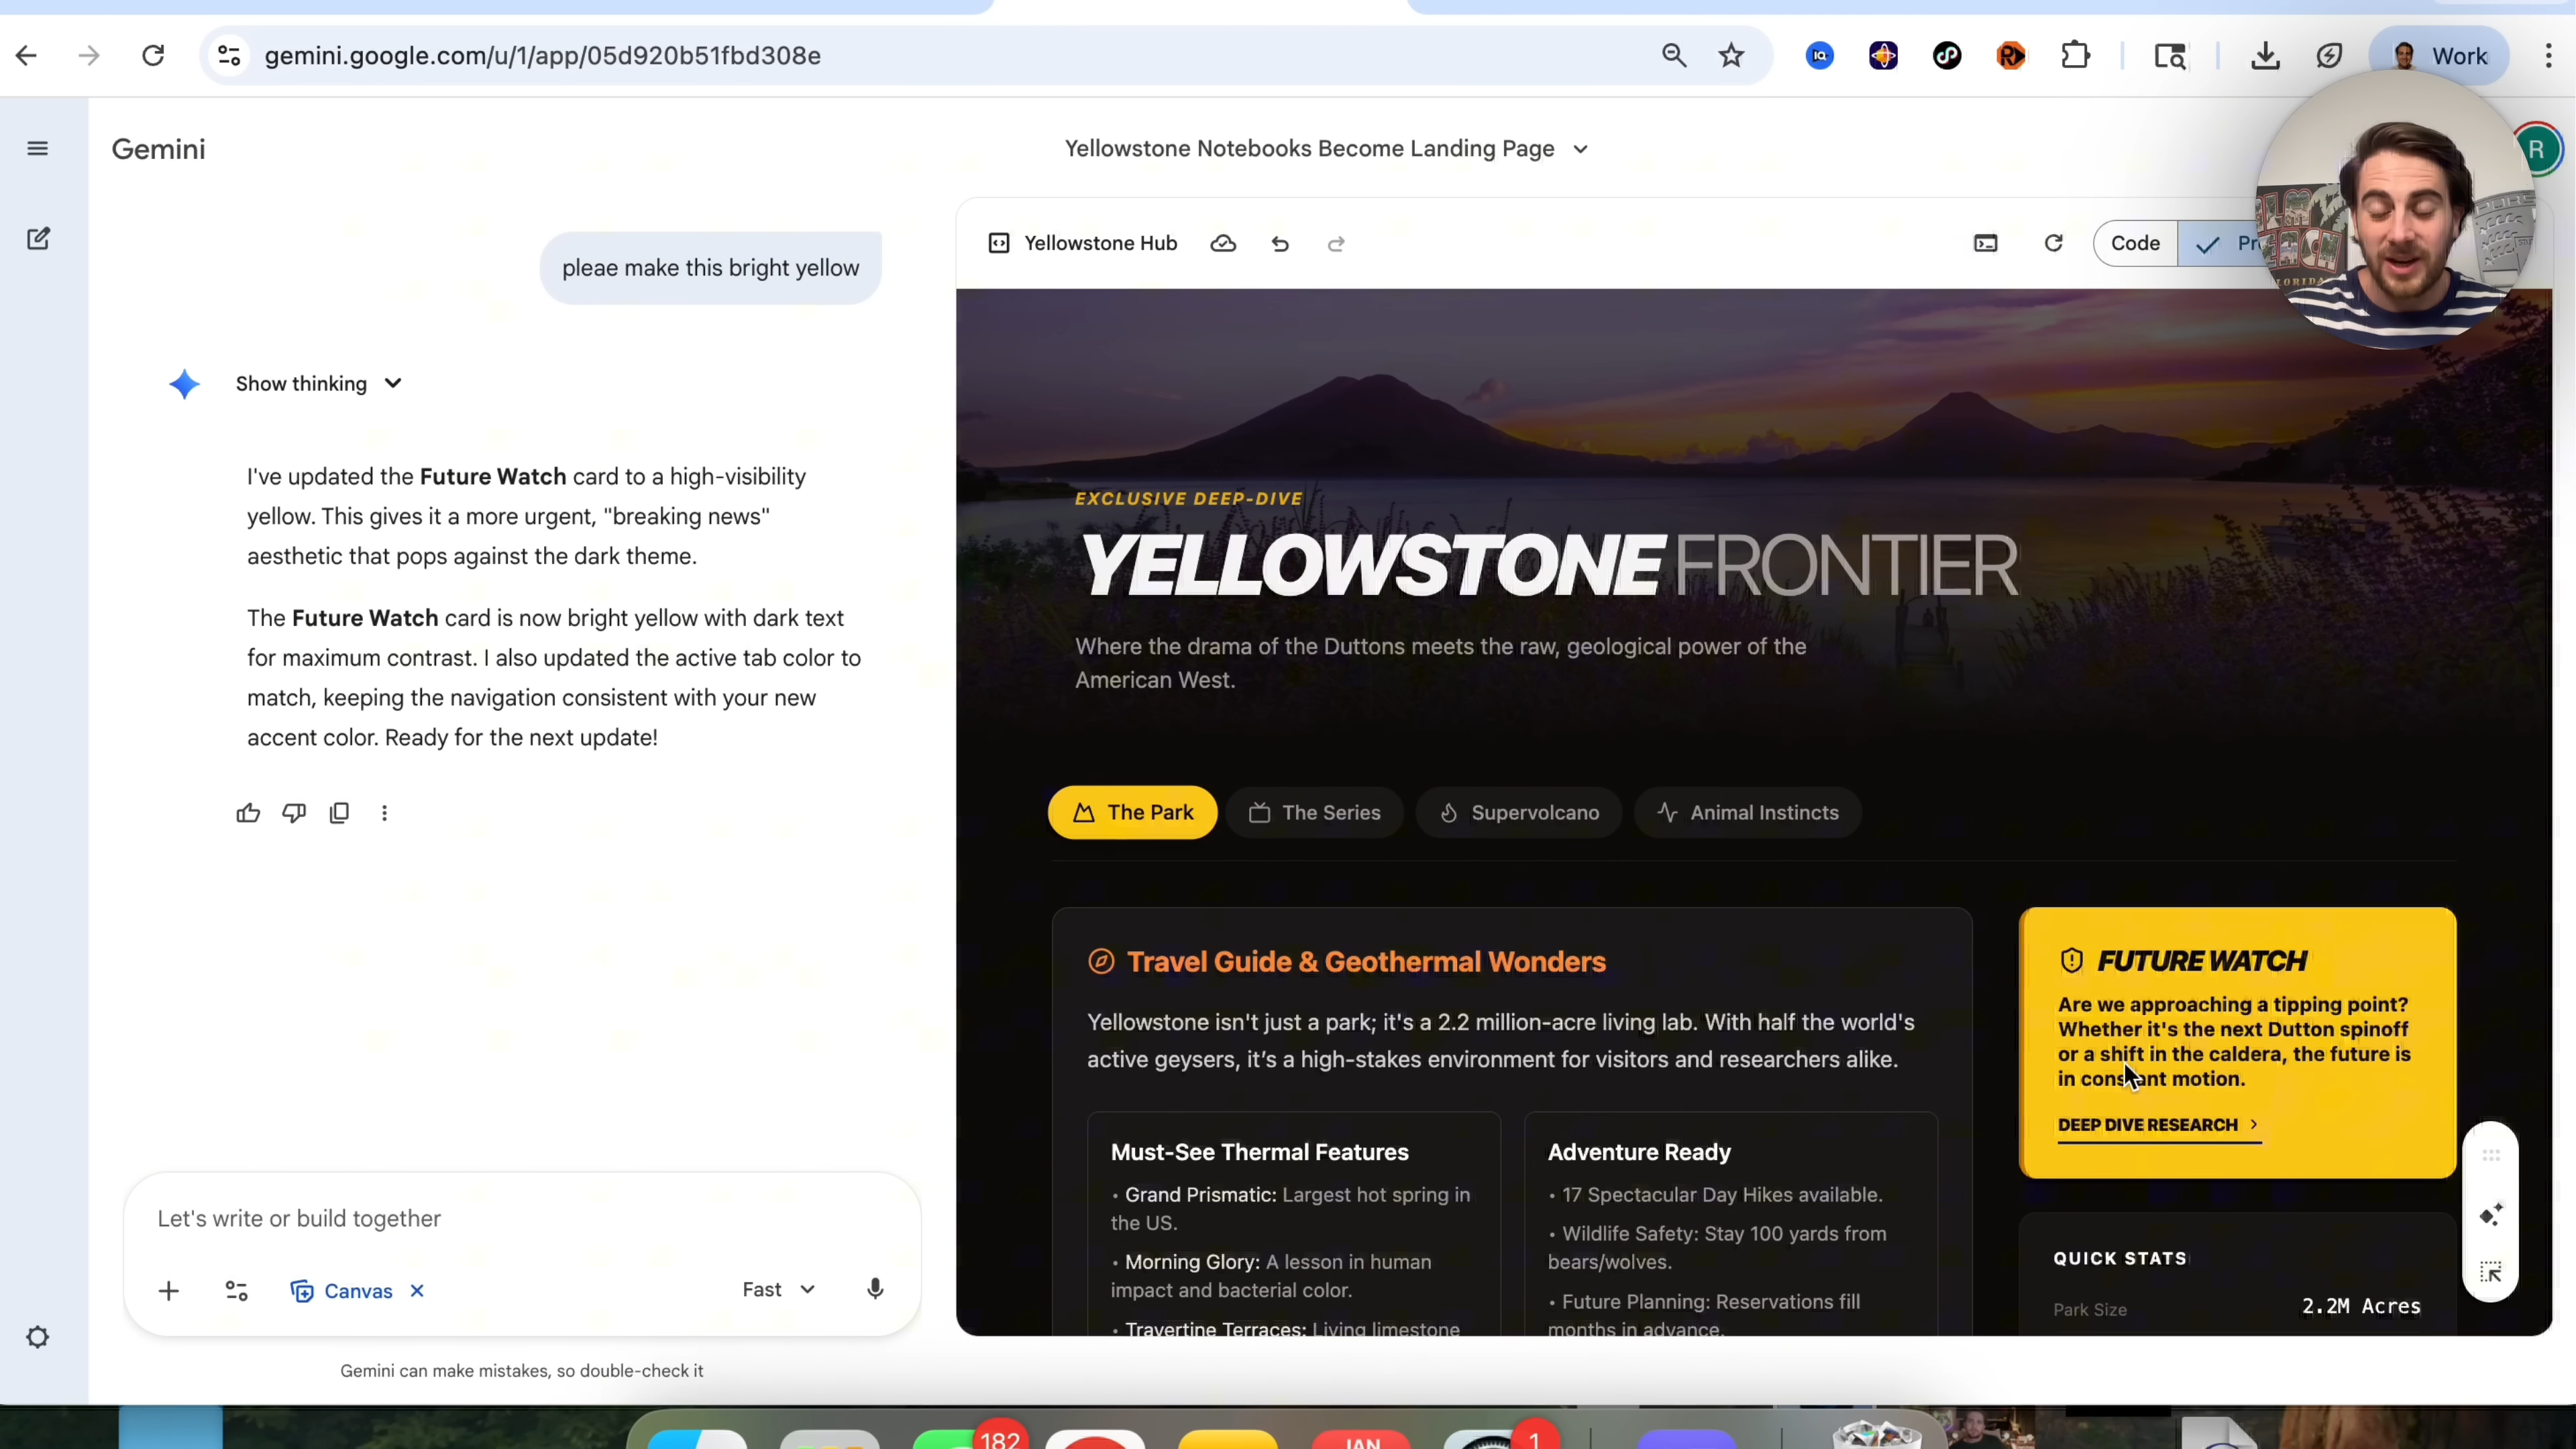 gemini.google.com/u/1/app/05d920b51fbd308e
Work
Gemini
Yellowstone Notebooks Become Landing Page
R
pleae make this bright yellow
Show thinking
I've updated the Future Watch card to a high-visibility
yellow. This gives it a more urgent, "breaking news"
aesthetic that pops against the dark theme.
The Future Watch card is now bright yellow with dark text
for maximum contrast. I also updated the active tab color to
match, keeping the navigation consistent with your new
accent color. Ready for the next update!
Let's write or build together
Canvas
Fast
Gemini can make mistakes, so double-check it
Yellowstone Hub
Code
EXCLUSIVE DEEP-DIVE
YELLOWSTONE FRONTIER
Where the drama of the Duttons meets the raw, geological power of the
American West.
The Park
The Series
Supervolcano
Animal Instincts
Travel Guide & Geothermal Wonders
Yellowstone isn't just a park; it's a 2.2 million-acre living lab. With half the world's
active geysers, it's a high-stakes environment for visitors and researchers alike.
Must-See Thermal Features
• Grand Prismatic: Largest hot spring in
the US.
• Morning Glory: A lesson in human
impact and bacterial color.
• Travertine Terraces: Living limestone
Adventure Ready
• 17 Spectacular Day Hikes available.
• Wildlife Safety: Stay 100 yards from
bears/wolves.
• Future Planning: Reservations fill
months in advance.
FUTURE WATCH
Are we approaching a tipping point?
Whether it's the next Dutton spinoff
or a shift in the caldera, the future is
in constant motion.
DEEP DIVE RESEARCH
QUICK STATS
Park Size
2.2M Acres
182
JAN
1